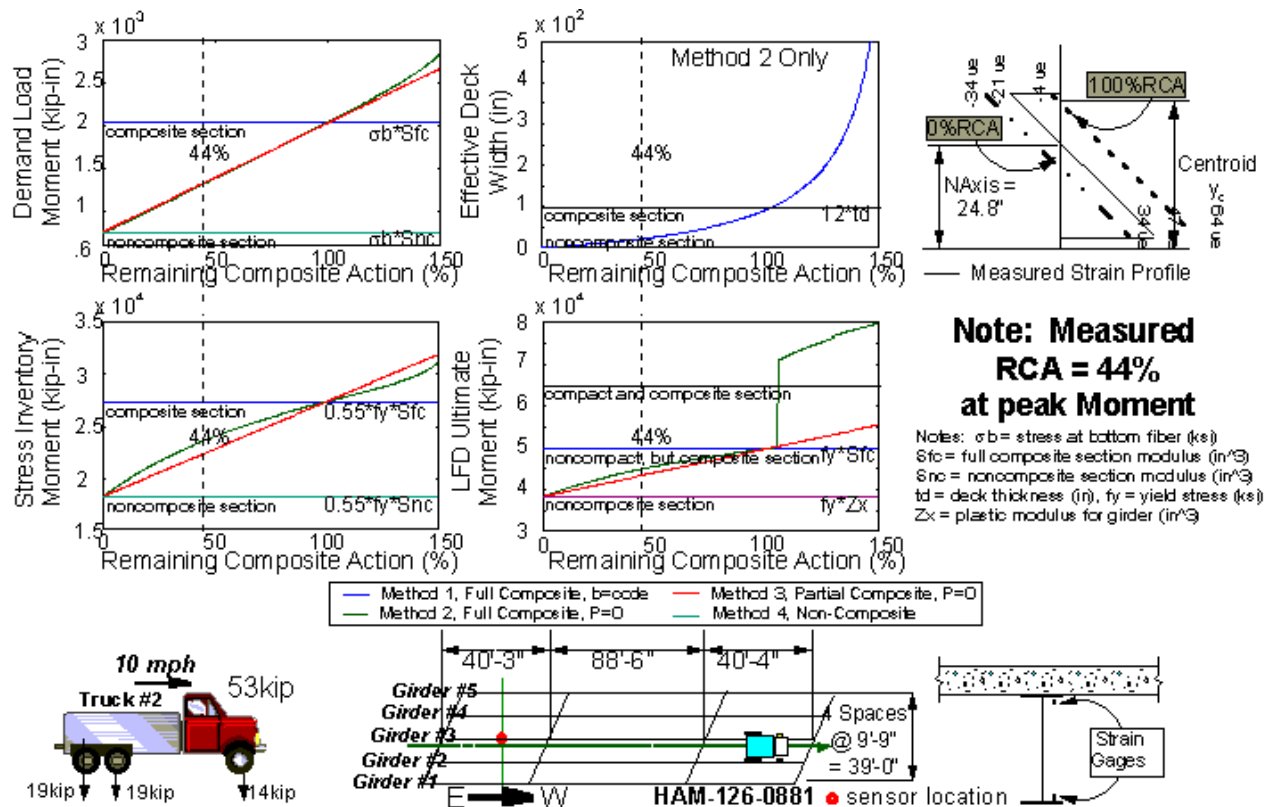 x 10³
3
2.5
2
1.5
1
.6
Demand Load
Moment (kip-in)
composite section
σb*Sfc
44%
noncomposite section
σb*Snc
0
50
100
150
Remaining Composite Action (%)
x 10²
5
4
3
2
1
0
Effective Deck
Width (in)
Method 2 Only
44%
composite section
12*td
noncomposite section
0
50
100
150
Remaining Composite Action (%)
-34 ue
-21 ue
-4 ue
100%RCA
0%RCA
NAxis =
24.8"
Centroid
34 ue
64 ue
Measured Strain Profile
x 10⁴
3.5
3
2.5
2
1.5
Stress Inventory
Moment (kip-in)
composite section
0.55*fy*Sfc
44%
noncomposite section
0.55*fy*Snc
0
50
100
150
Remaining Composite Action (%)
x 10⁴
8
7
6
5
4
3
2
LFD Ultimate
Moment (kip-in)
compact and composite section
44%
noncompact, but composite section
fy*Sfc
noncomposite section
fy*Zx
0
50
100
150
Remaining Composite Action (%)
Note: Measured
RCA = 44%
at peak Moment
Notes: σb = stress at bottom fiber (ksi)
Sfc = full composite section modulus (in^3)
Snc = noncomposite section modulus (in^3)
td = deck thickness (in), fy = yield stress (ksi)
Zx = plastic modulus for girder (in^3)
Method 1, Full Composite, b=code
Method 3, Partial Composite, P=0
Method 2, Full Composite, P=0
Method 4, Non-Composite
10 mph
53kip
Truck #2
19kip
19kip
14kip
40'-3"
88'-6"
40'-4"
Girder #5
Girder #4
Girder #3
Girder #2
Girder #1
4 Spaces
@ 9'-9"
= 39'-0"
E
W
HAM-126-0881
sensor location
Strain
Gages